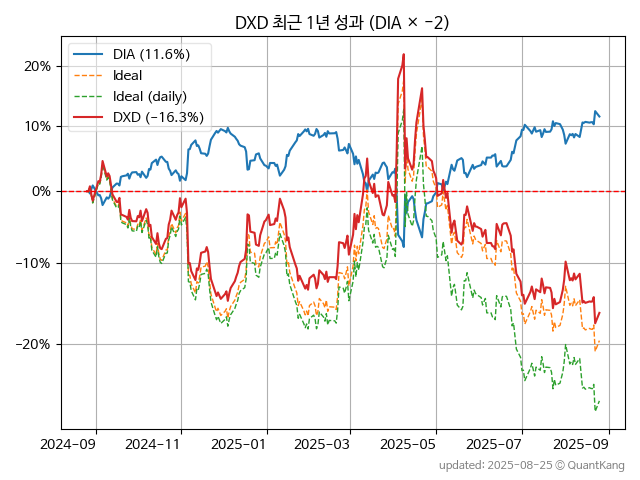 DXD 최근 1년 성과 (DIA × −2)
DIA (11.6%)
Ideal
Ideal (daily)
DXD (−16.3%)
20%
10%
0%
−10%
−20%
2024-09 2024-11 2025-01 2025-03 2025-05 2025-07 2025-09
updated: 2025-08-25 ⓒ QuantKang